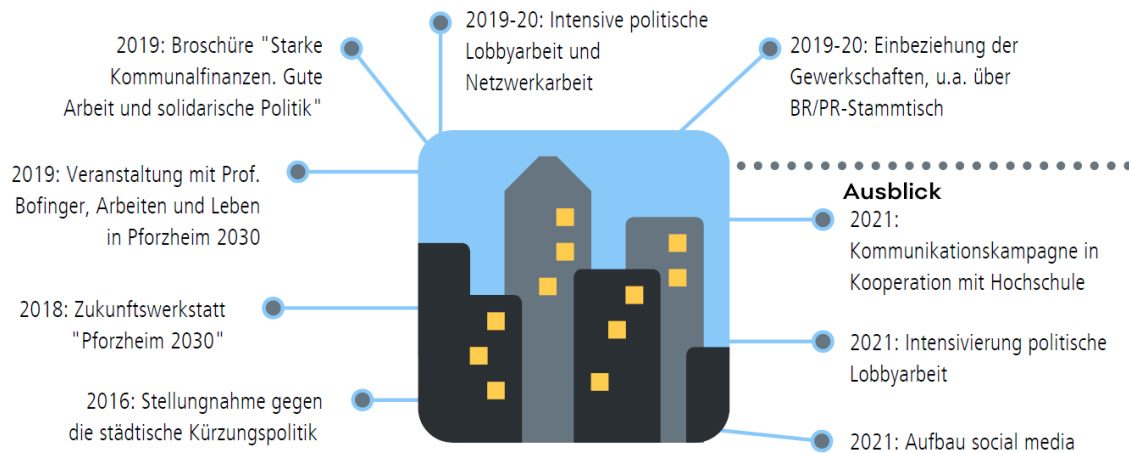 2019: Broschüre "Starke
Kommunalfinanzen. Gute
Arbeit und solidarische Politik"
2019-20: Intensive politische
Lobbyarbeit und
Netzwerkarbeit
2019-20: Einbeziehung der
Gewerkschaften, u.a. über
BR/PR-Stammtisch
2019: Veranstaltung mit Prof.
Bofinger, Arbeiten und Leben
in Pforzheim 2030
2018: Zukunftswerkstatt
"Pforzheim 2030"
2016: Stellungnahme gegen
die städtische Kürzungspolitik
Ausblick
2021:
Kommunikationskampagne in
Kooperation mit Hochschule
2021: Intensivierung politische
Lobbyarbeit
2021: Aufbau social media